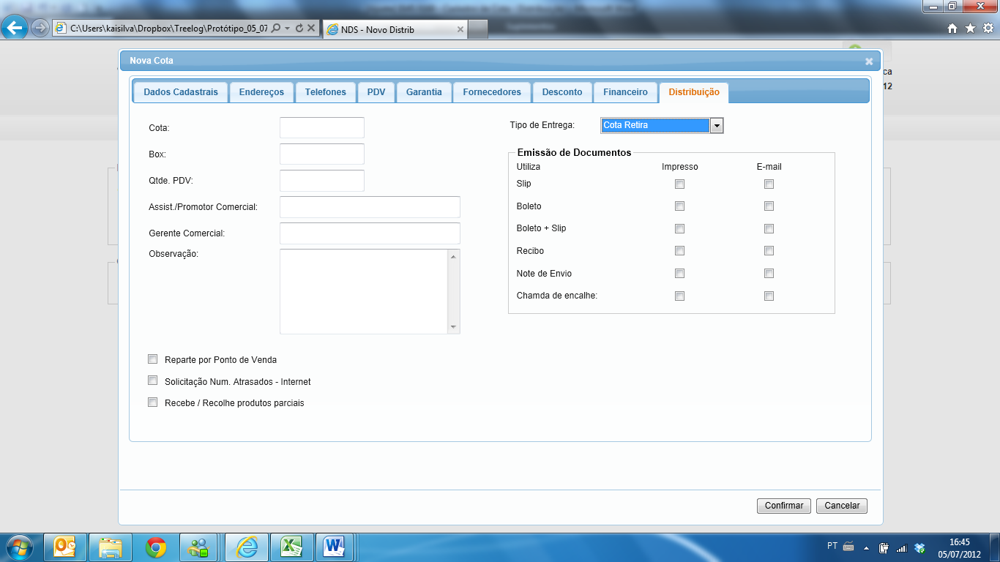 C:\Users\kaisilva\Dropbox\Treelog\Protótipo_05_07
NDS - Novo Distrib
Nova Cota
ca
12
Dados Cadastrais
Endereços
Telefones
PDV
Garantia
Fornecedores
Desconto
Financeiro
Distribuição
Cota:
Box:
Qtde. PDV:
Assist./Promotor Comercial:
Gerente Comercial:
Observação:
Reparte por Ponto de Venda
Solicitação Num. Atrasados - Internet
Recebe / Recolhe produtos parciais
Tipo de Entrega: Cota Retira
Emissão de Documentos
Utiliza Impresso E-mail
Slip
Boleto
Boleto + Slip
Recibo
Note de Envio
Chamda de encalhe:
Confirmar
Cancelar
PT
16:45
05/07/2012